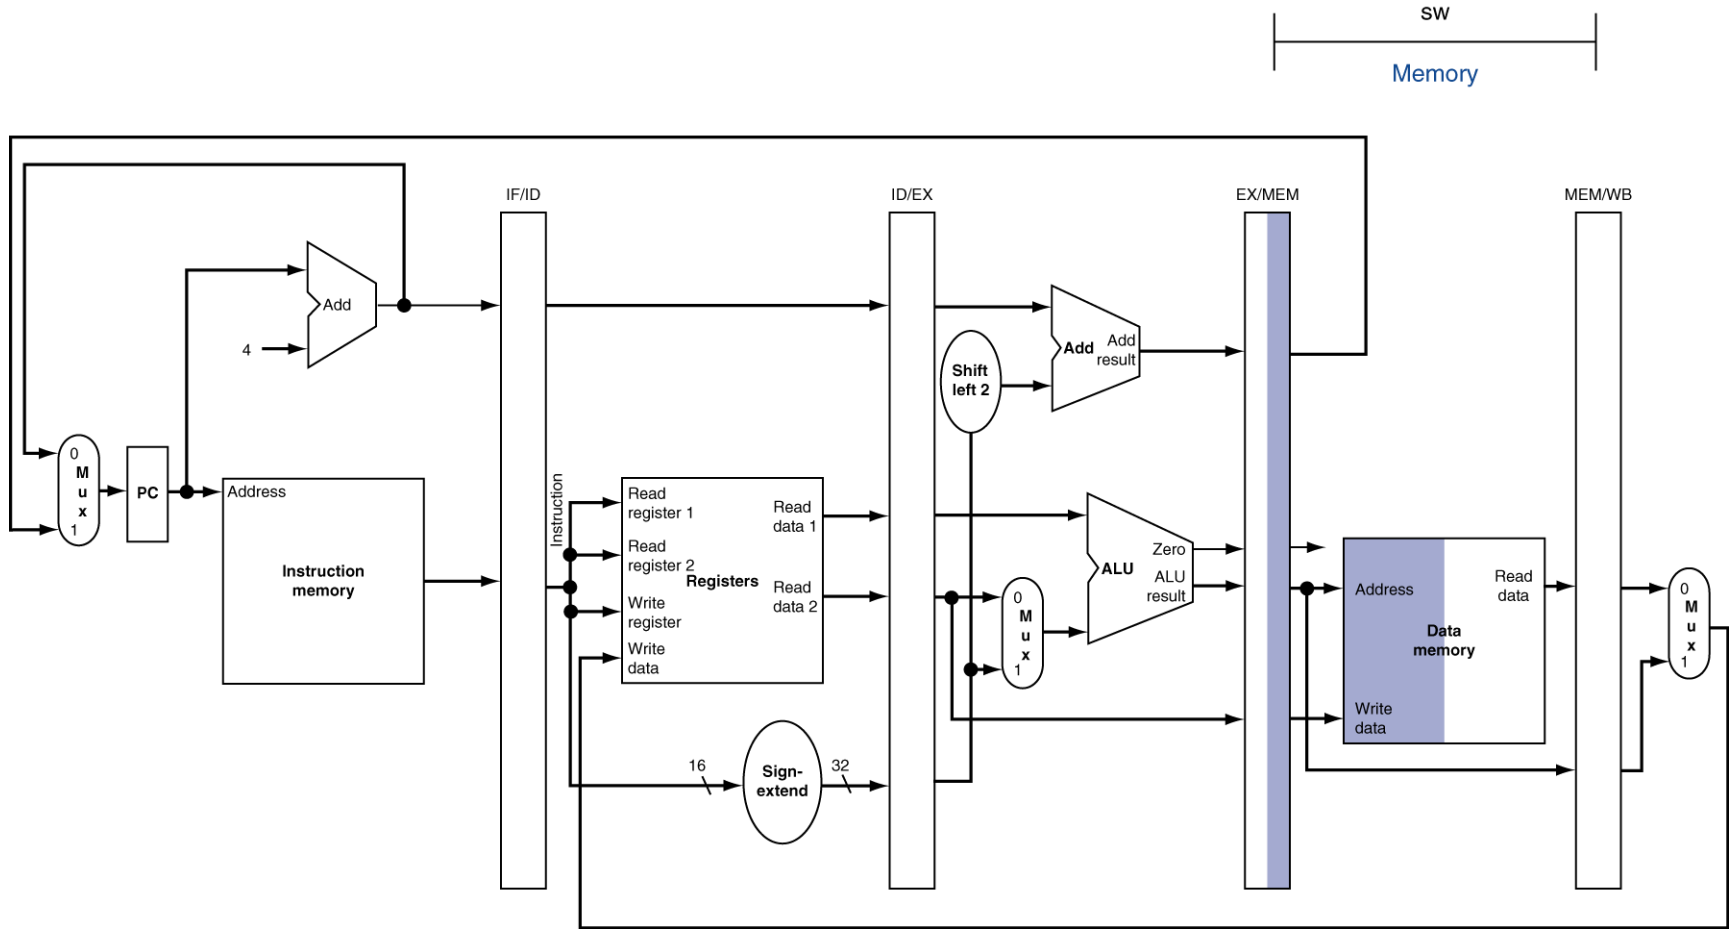 SW
Memory
IF/ID
ID/EX
EX/MEM
MEM/WB
Add
4
Add
Add
result
Shift
left 2
0
M
u
x
1
PC
Address
Instruction
memory
Instruction
Read
register 1
Read
register 2
Write
register
Write
data
Registers
Read
data 1
Read
data 2
16
Sign-
extend
32
0
M
u
x
1
Zero
ALU
ALU
result
Address
Read
data
Data
memory
Write
data
0
M
u
x
1